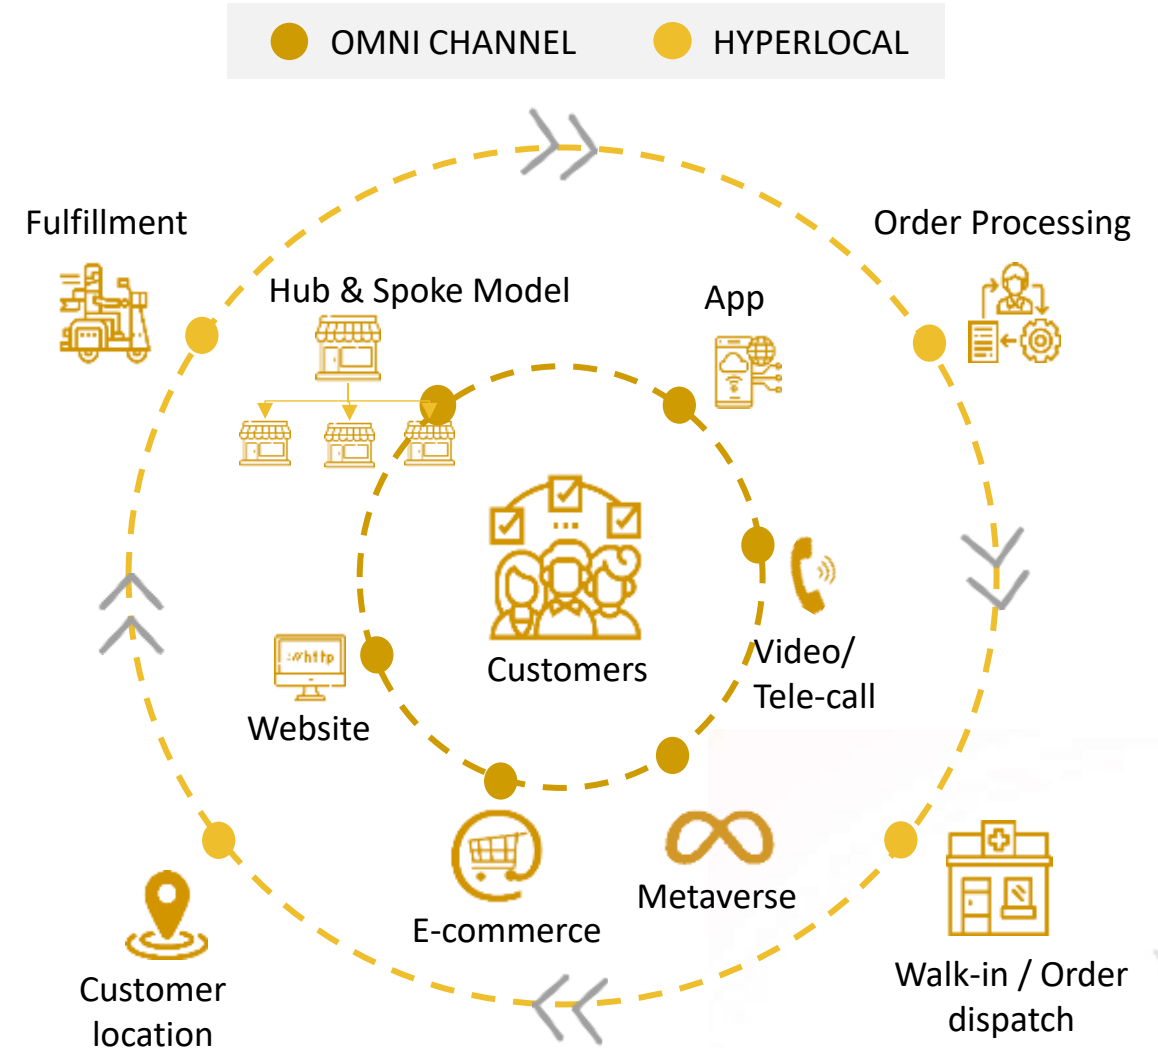 OMNI CHANNEL
HYPERLOCAL
Fulfillment
Order Processing
Hub & Spoke Model
App
://http
Customers
Video/
Tele-call
Website
Metaverse
E-commerce
Walk-in / Order
dispatch
Customer
location